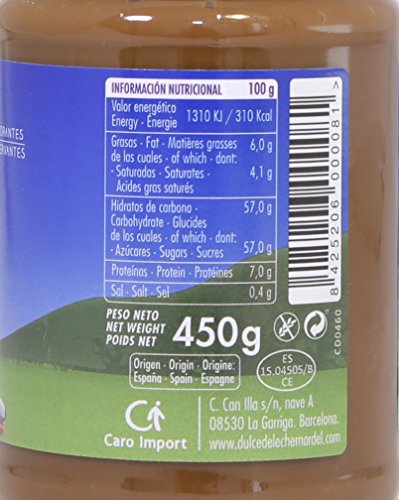 ORANTES
ERVANTES
INFORMACIÓN NUTRICIONAL 100 g
Valor energético
Energy - Énergie 1310 KJ / 310 Kcal
Grasas - Fat - Matières grasses 6,0 g
de las cuales - of which - dont:
- Saturadas - Saturates - 4,1 g
Acides gras saturés
Hidratos de carbono - 57,0 g
Carbohydrate - Glucides
de los cuales - of which - dont:
- Azúcares - Sugars - Sucres 57,0 g
Proteínas - Protein - Protéines 7,0 g
Sal - Salt - Sel 0,4 g
PESO NETO
NET WEIGHT
POIDS NET
450g
Origen - Origin - Origine:
España - Spain - Espagne
ES
15.04505/B
CE
Caro Import
C. Can Illa s/n, nave A
08530 La Garriga. Barcelona.
www.dulcedelechemardel.com
8 425206 000081 >
CD0460